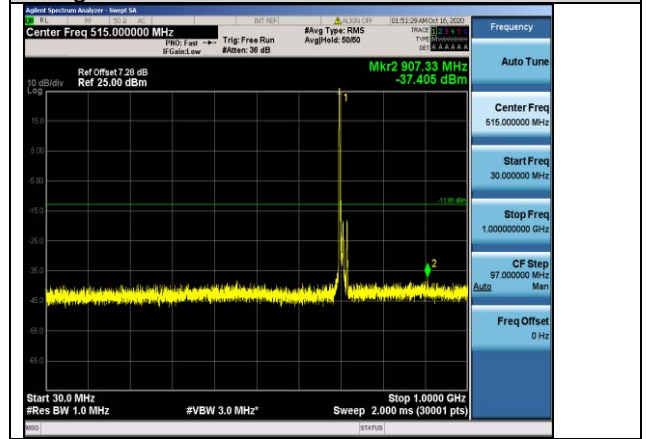 Agilent Spectrum Analyzer - Swept SA
RL RF 50 Ω AC INT REF ALIGN OFF 01:51:29 AM Oct 16, 2020
Center Freq 515.000000 MHz
#Avg Type: RMS
TRACE 1 2 3 4 5 6
PNO: Fast
Trig: Free Run
Avg|Hold: 50/50
TYPE
IFGain:Low
#Atten: 36 dB
DET A A A A A A
Mkr2 907.33 MHz
Ref Offset 7.28 dB
-37.405 dBm
10 dB/div
Ref 25.00 dBm
Log
1
15.0
5.00
-5.00
-13.00 dBm
-15.0
-25.0
2
-35.0
-45.0
-55.0
-65.0
Start 30.0 MHz
Stop 1.0000 GHz
#Res BW 1.0 MHz
#VBW 3.0 MHz*
Sweep 2.000 ms (30001 pts)
MSG
STATUS
Frequency
Auto Tune
Center Freq
515.000000 MHz
Start Freq
30.000000 MHz
Stop Freq
1.000000000 GHz
CF Step
97.000000 MHz
Auto Man
Freq Offset
0 Hz